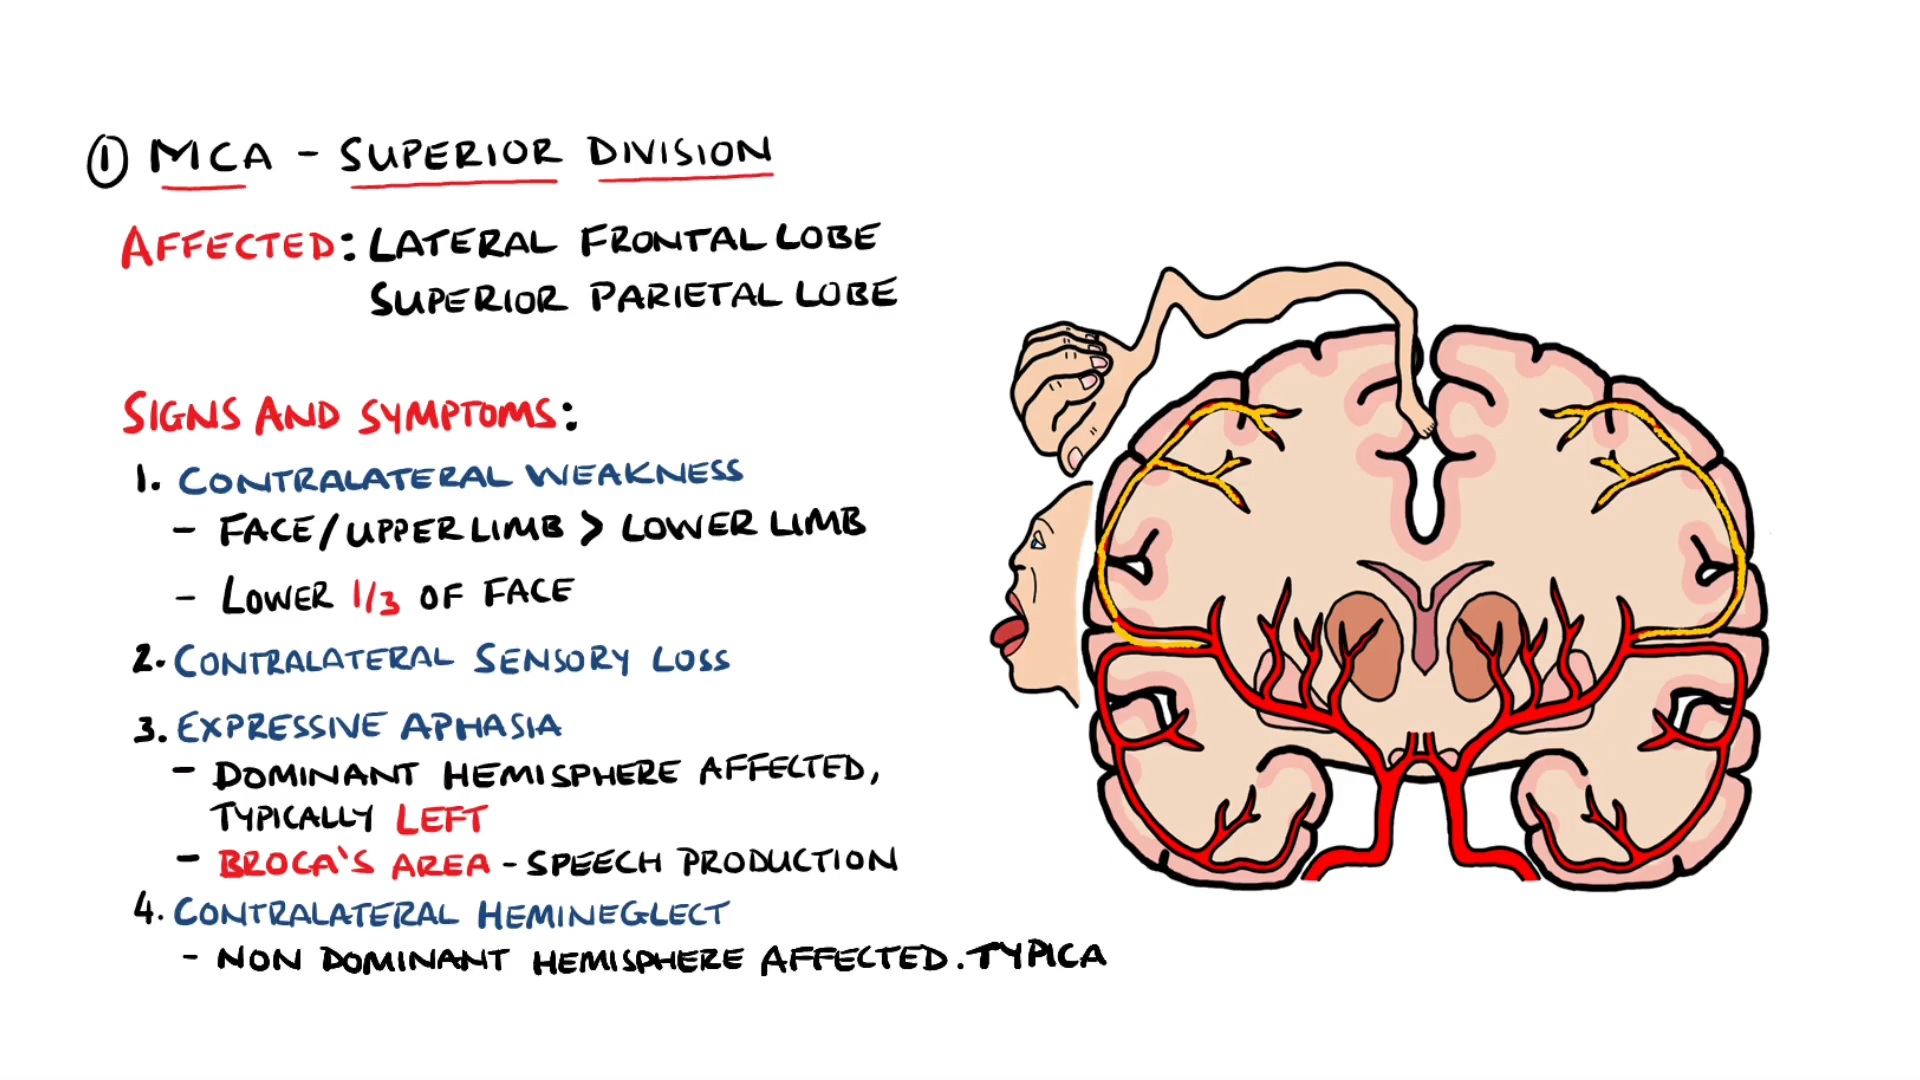 ① MCA - SUPERIOR DIVISION
AFFECTED: LATERAL FRONTAL LOBE
SUPERIOR PARIETAL LOBE
SIGNS AND SYMPTOMS:
1. CONTRALATERAL WEAKNESS
- FACE/UPPER LIMB > LOWER LIMB
- LOWER 1/3 OF FACE
2. CONTRALATERAL SENSORY LOSS
3. EXPRESSIVE APHASIA
- DOMINANT HEMISPHERE AFFECTED,
TYPICALLY LEFT
- BROCA'S AREA - SPEECH PRODUCTION
4. CONTRALATERAL HEMINEGLECT
- NON DOMINANT HEMISPHERE AFFECTED. TYPICA